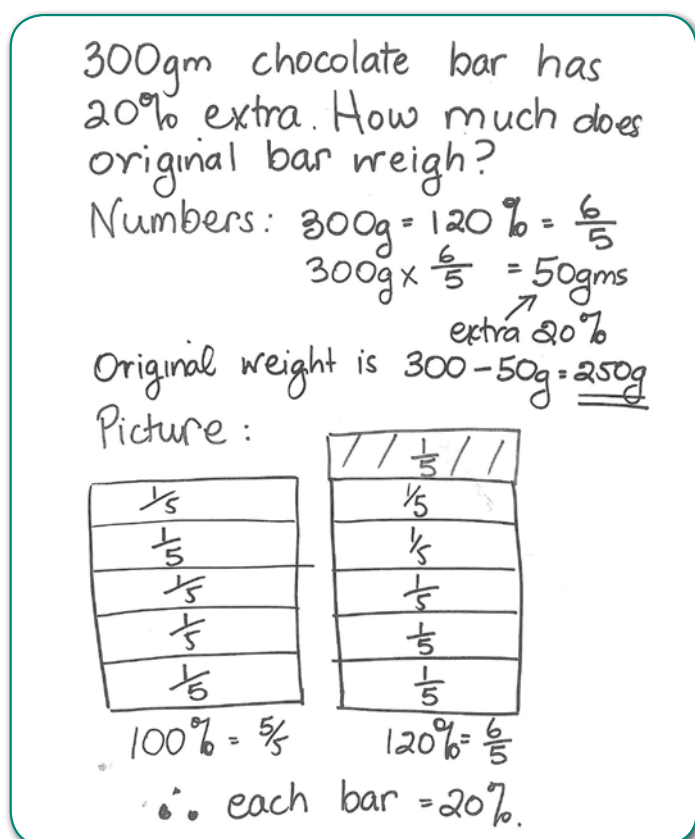 300gm chocolate bar has
20% extra. How much does
original bar weigh?
Numbers: 300g = 120% = 6/5
300g x 6/5 = 50gms
extra 20%
Original weight is 300 - 50g = 250g
Picture:
1/5
1/5
1/5
1/5
1/5
1/5
1/5
1/5
1/5
1/5
1/5
100% = 5/5
120% = 6/5
∴ each bar = 20%.